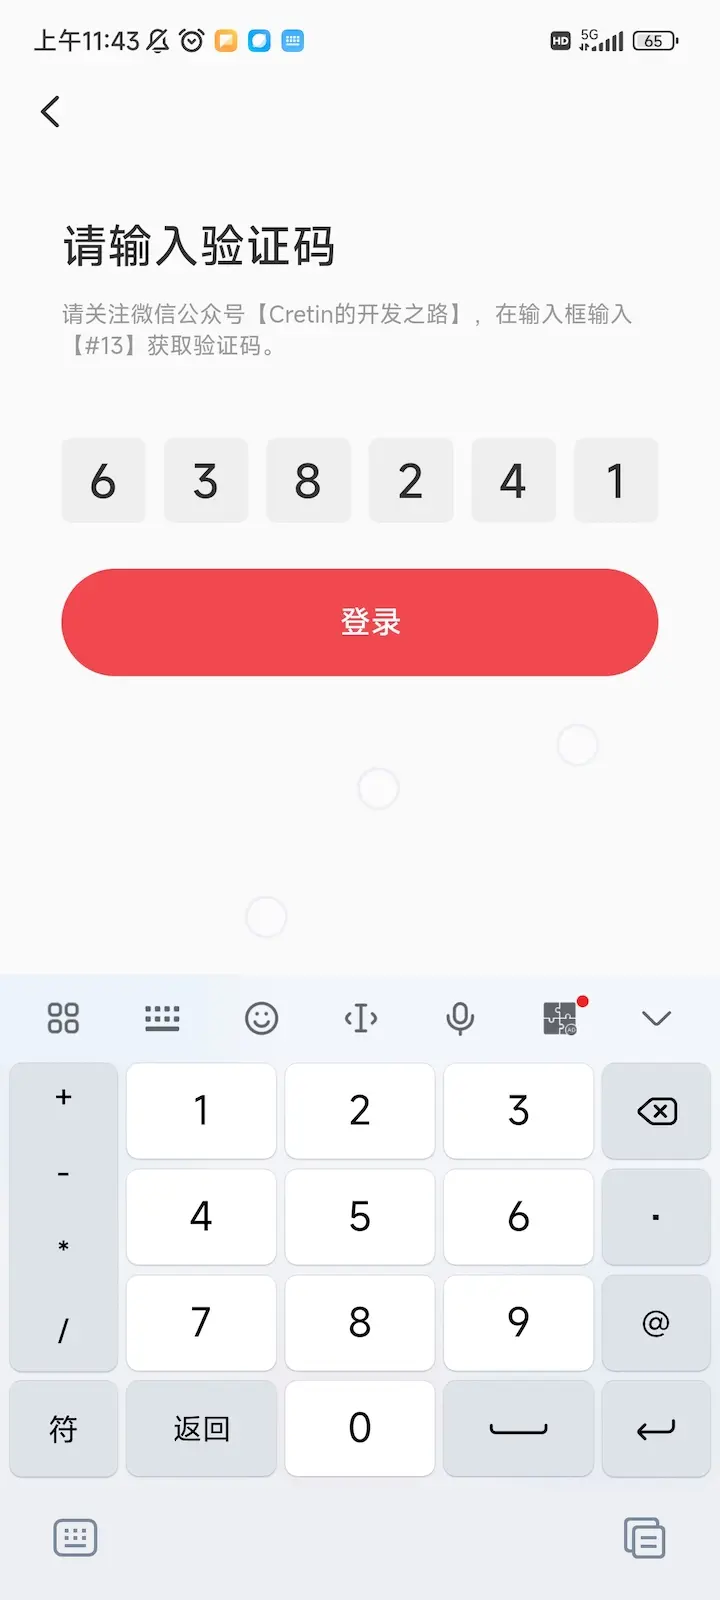 上午11:43
HD 5G 65
请输入验证码
请关注微信公众号【Cretin的开发之路】，在输入框输入
【#13】获取验证码。
6 3 8 2 4 1
登录
+ 1 2 3
- 4 5 6 .
* 7 8 9 @
/
符 返回 0